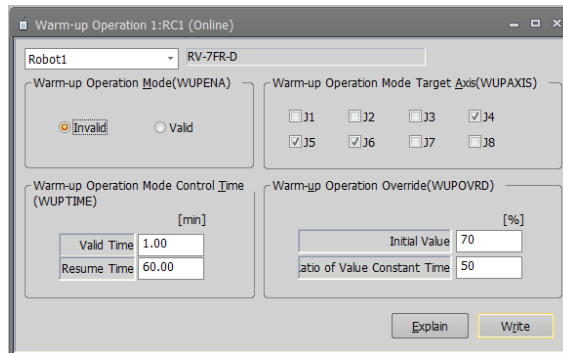 Warm-up Operation 1:RC1 (Online)
Robot1 RV-7FR-D
Warm-up Operation Mode(WUPENA)
Invalid Valid
Warm-up Operation Mode Target Axis(WUPAXIS)
J1 J2 J3 J4
J5 J6 J7 J8
Warm-up Operation Mode Control Time
(WUPTIME)
[min]
Valid Time 1.00
Resume Time 60.00
Warm-up Operation Override(WUPOVRD)
[%]
Initial Value 70
atio of Value Constant Time 50
Explain Write